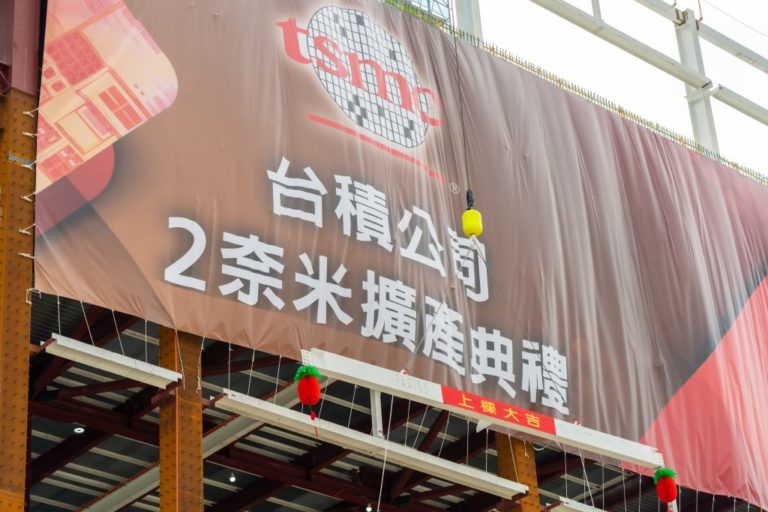 tsmc
®
台積公司
2奈米擴產典禮
上樑大吉